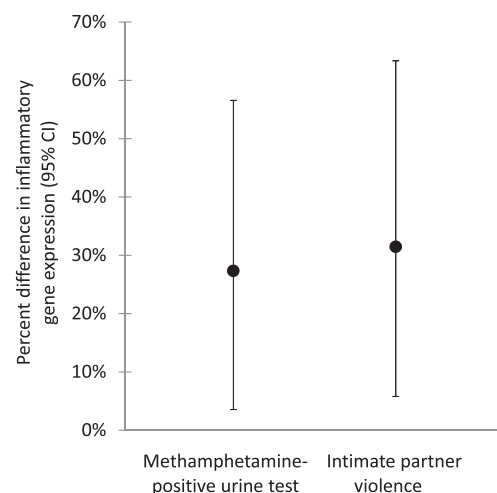 70%
60%
50%
40%
30%
20%
10%
0%
Percent difference in inflammatory
gene expression (95% CI)
Methamphetamine-
positive urine test
Intimate partner
violence